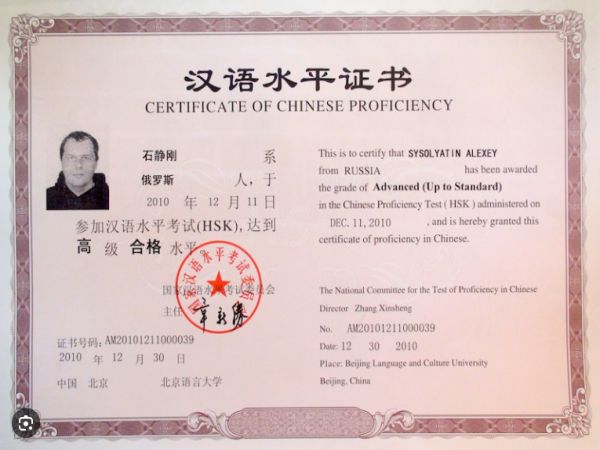 汉语水平证书
CERTIFICATE OF CHINESE PROFICIENCY
石静刚 系
俄罗斯 人，于
2010 年 12 月 11 日
参加汉语水平考试(HSK)，达到
高 级 合格 水平。
国家汉语水平考试委员会
主任
证书号码: AM20101211000039
2010 年 12 月 30 日
中国 北京 北京语言大学
This is to certify that SYSOLYATIN ALEXEY
from RUSSIA has been awarded
the grade of Advanced (Up to Standard)
in the Chinese Proficiency Test ( HSK ) administered on
DEC. 11, 2010 , and is hereby granted this
certificate of proficiency in Chinese.
The National Committee for the Test of Proficiency in Chinese
Director Zhang Xinsheng
No. AM20101211000039
Date: 12 30 2010
Place: Beijing Language and Culture University
Beijing, China